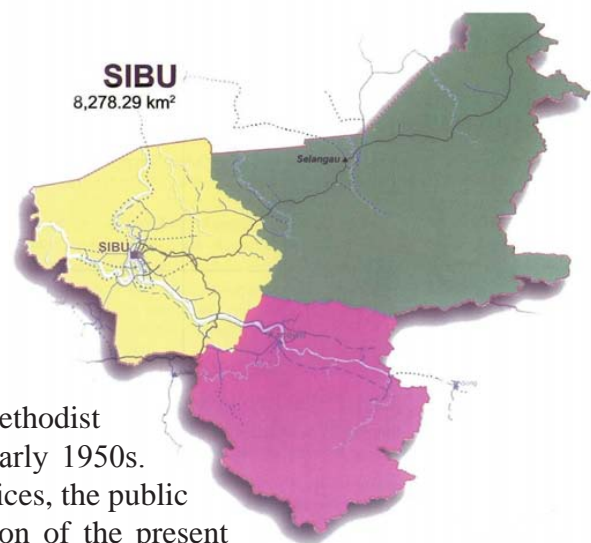 SIBU
8,278.29 km²
Selangau
SIBU
ethodist
arly 1950s.
ices, the public
on of the present